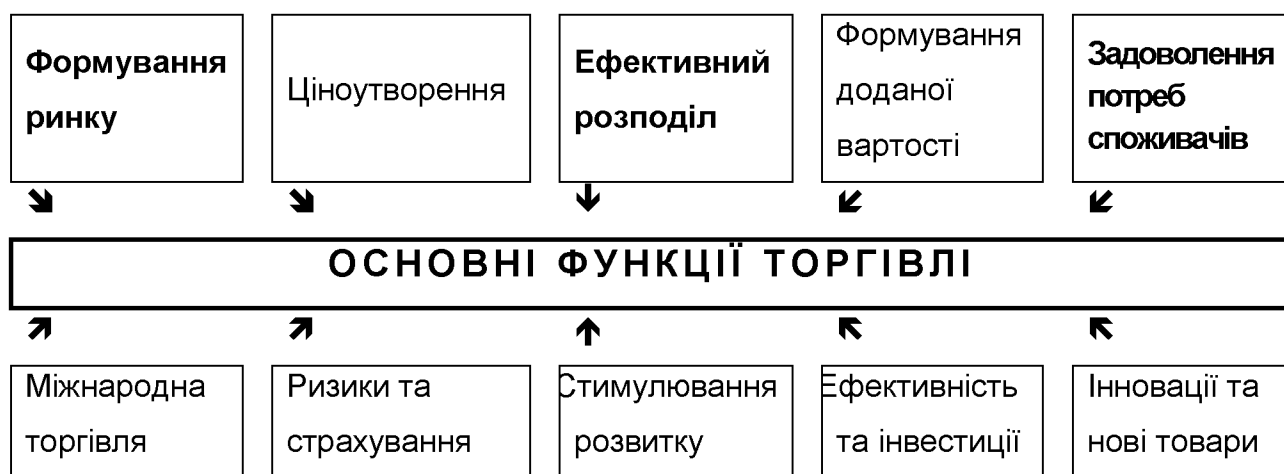 Формування
ринку
Ціноутворення
Ефективний
розподіл
Формування
доданої
вартості
Задоволення
потреб
споживачів
ОСНОВНІ ФУНКЦІЇ ТОРГІВЛІ
Міжнародна
торгівля
Ризики та
страхування
Стимулювання
розвитку
Ефективність
та інвестиції
Інновації та
нові товари